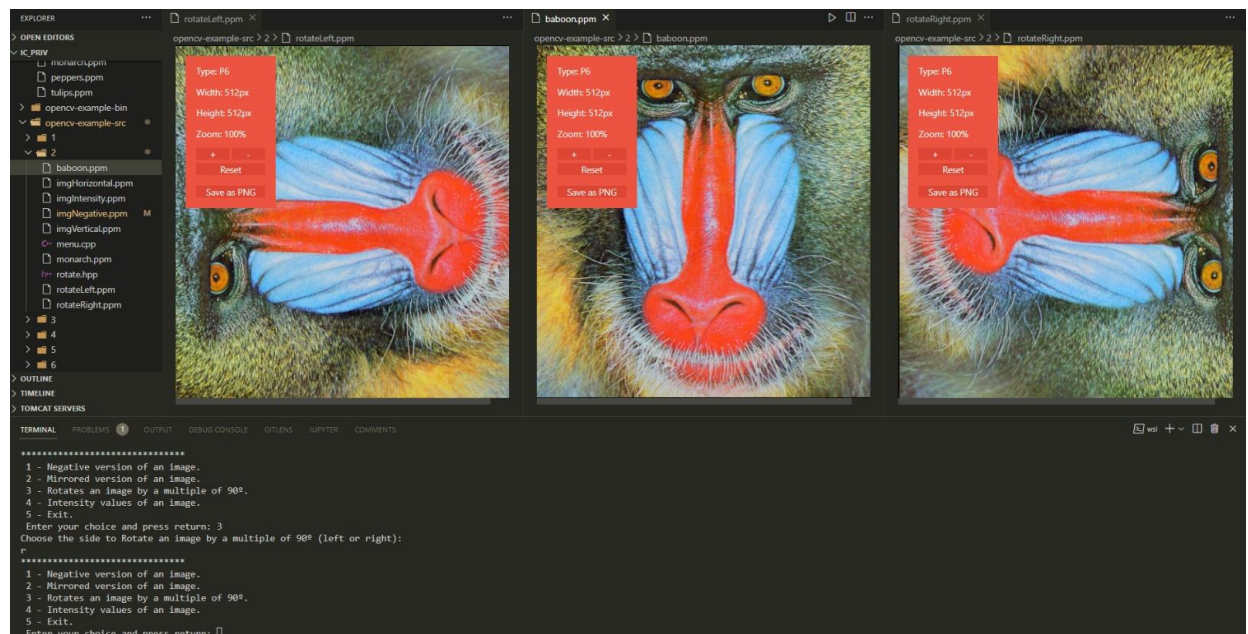 EXPLORER
OPEN EDITORS
IC_PRIV
monarch.ppm
peppers.ppm
tulips.ppm
opencv-example-bin
opencv-example-src
1
2
baboon.ppm
imgHorizontal.ppm
imgIntensity.ppm
imgNegative.ppm M
imgVertical.ppm
C++ menu.cpp
monarch.ppm
h++ rotate.hpp
rotateLeft.ppm
rotateRight.ppm
3
4
5
6
OUTLINE
TIMELINE
TOMCAT SERVERS
rotateLeft.ppm
opencv-example-src > 2 > rotateLeft.ppm
Type: P6
Width: 512px
Height: 512px
Zoom: 100%
+ -
Reset
Save as PNG
baboon.ppm
opencv-example-src > 2 > baboon.ppm
Type: P6
Width: 512px
Height: 512px
Zoom: 100%
+ -
Reset
Save as PNG
rotateRight.ppm
opencv-example-src > 2 > rotateRight.ppm
Type: P6
Width: 512px
Height: 512px
Zoom: 100%
+ -
Reset
Save as PNG
TERMINAL PROBLEMS 1 OUTPUT DEBUG CONSOLE GITLENS JUPYTER COMMENTS
wsl
*******************************
1 - Negative version of an image.
2 - Mirrored version of an image.
3 - Rotates an image by a multiple of 90º.
4 - Intensity values of an image.
5 - Exit.
Enter your choice and press return: 3
Choose the side to Rotate an image by a multiple of 90º (left or right):
r
*******************************
1 - Negative version of an image.
2 - Mirrored version of an image.
3 - Rotates an image by a multiple of 90º.
4 - Intensity values of an image.
5 - Exit.
Enter your choice and press return: